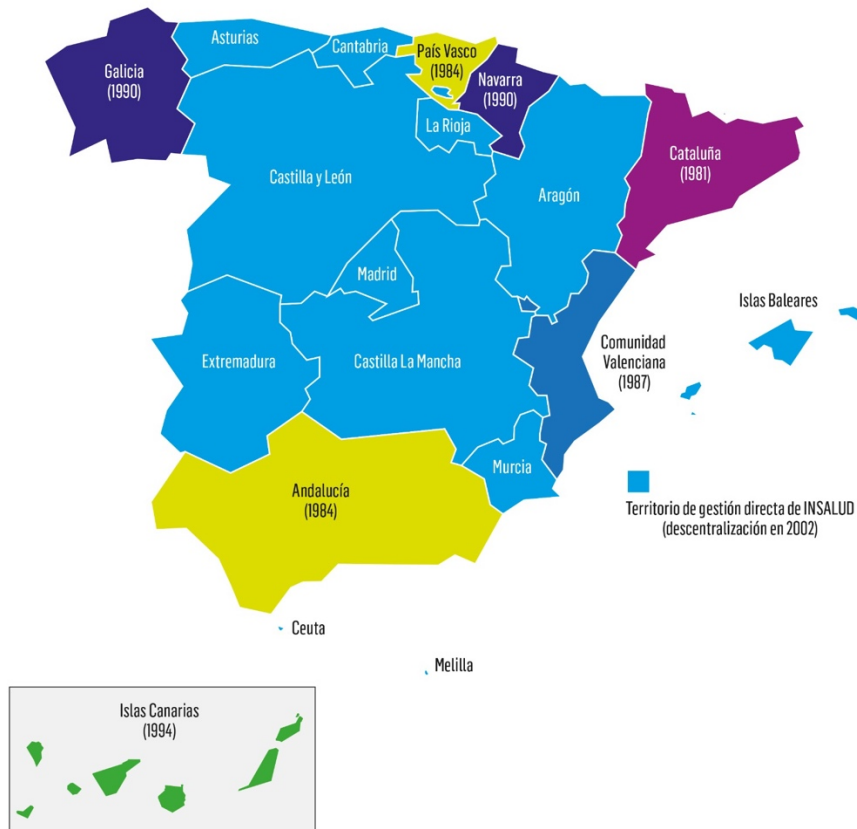 Asturias
Cantabria
País Vasco
(1984)
Galicia
(1990)
Navarra
(1990)
La Rioja
Cataluña
(1981)
Castilla y León
Aragón
Madrid
Islas Baleares
Extremadura
Castilla La Mancha
Comunidad
Valenciana
(1987)
Murcia
Andalucía
(1984)
Territorio de gestión directa de INSALUD
(descentralización en 2002)
Ceuta
Melilla
Islas Canarias
(1994)